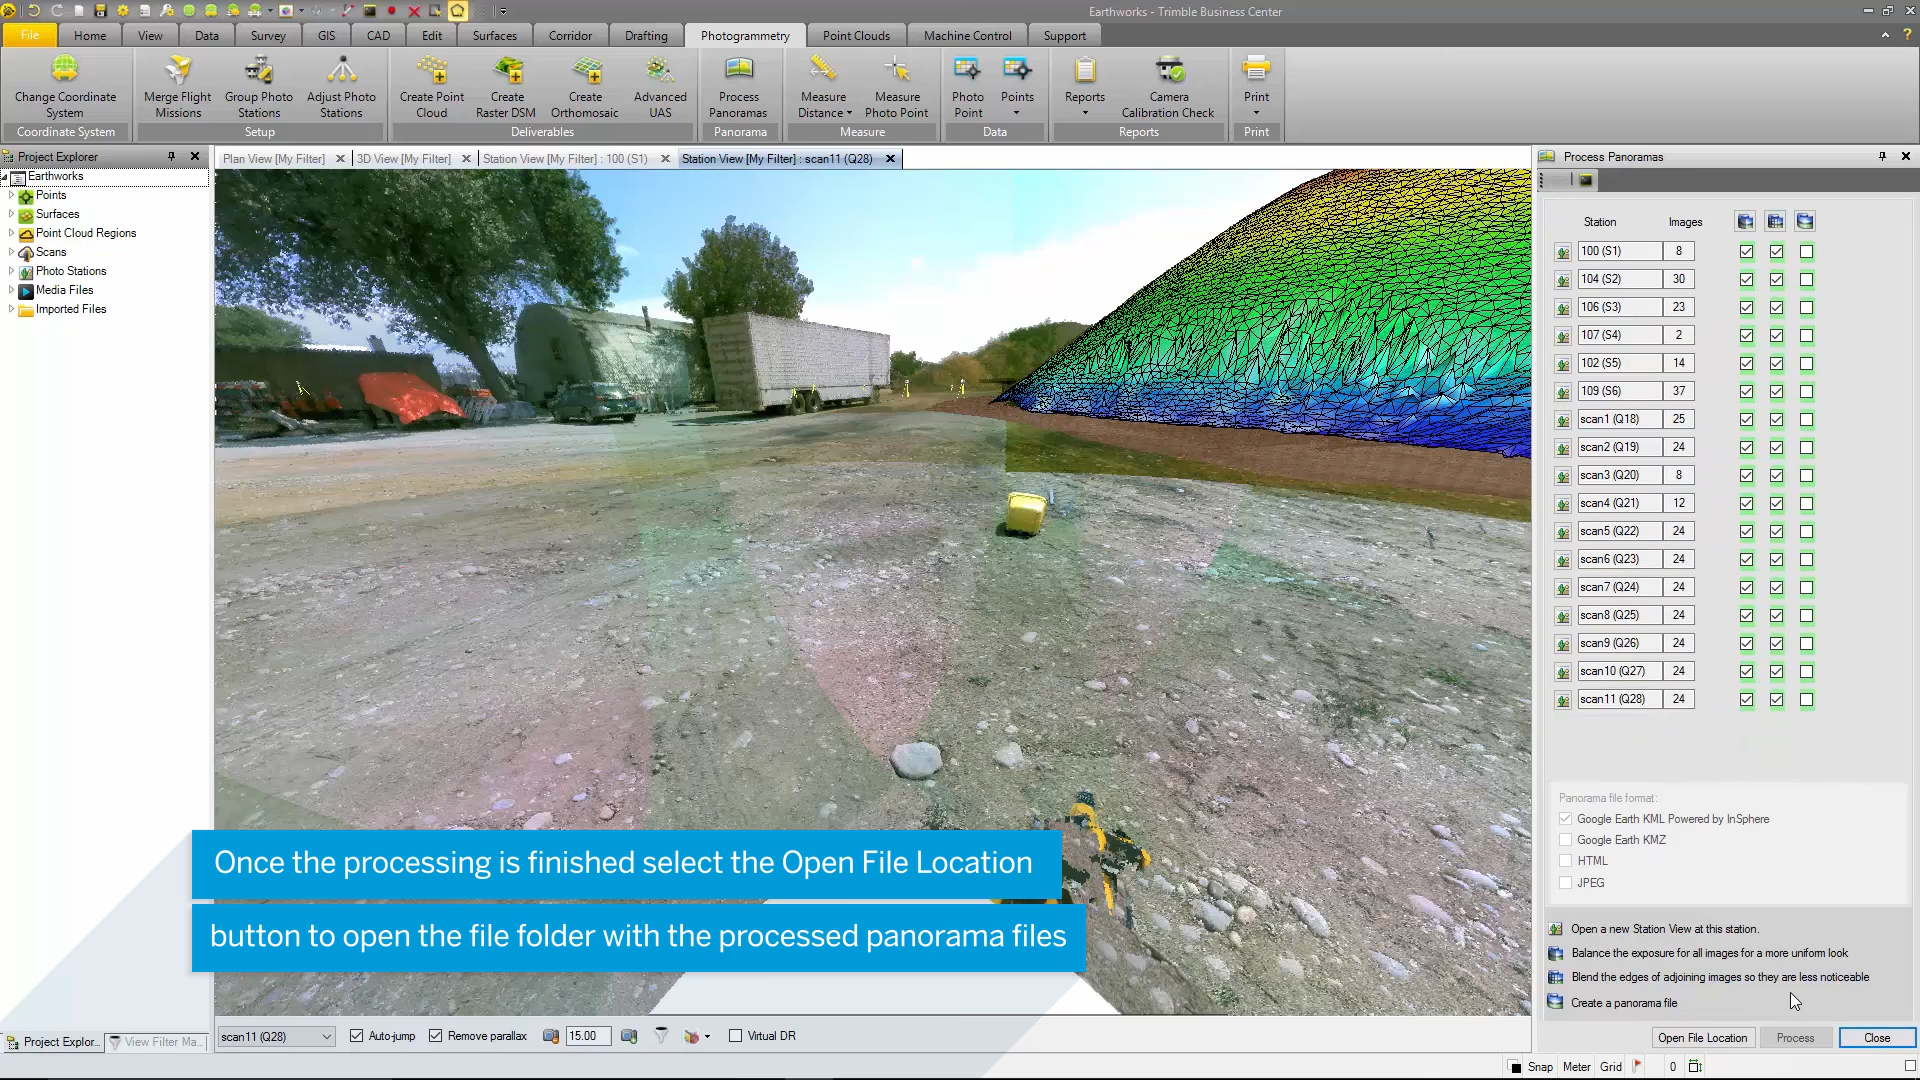 Earthworks - Trimble Business Center
File Home View Data Survey GIS CAD Edit Surfaces Corridor Drafting Photogrammetry Point Clouds Machine Control Support
Change Coordinate System
Coordinate System
Merge Flight Missions
Group Photo Stations
Adjust Photo Stations
Setup
Create Point Cloud
Create Raster DSM
Create Orthomosaic
Advanced UAS
Deliverables
Process Panoramas
Panorama
Measure Distance
Measure Photo Point
Measure
Photo Point
Points
Data
Reports
Camera Calibration Check
Reports
Print
Print
Project Explorer
Earthworks
Points
Surfaces
Point Cloud Regions
Scans
Photo Stations
Media Files
Imported Files
Plan View [My Filter]
3D View [My Filter]
Station View [My Filter] : 100 (S1)
Station View [My Filter] : scan11 (Q28)
Once the processing is finished select the Open File Location
button to open the file folder with the processed panorama files
Project Explor...
View Filter Ma...
scan11 (Q28)
Auto-jump
Remove parallax
15.00
Virtual DR
Process Panoramas
Station Images
100 (S1) 8
104 (S2) 30
106 (S3) 23
107 (S4) 2
102 (S5) 14
109 (S6) 37
scan1 (Q18) 25
scan2 (Q19) 24
scan3 (Q20) 8
scan4 (Q21) 12
scan5 (Q22) 24
scan6 (Q23) 24
scan7 (Q24) 24
scan8 (Q25) 24
scan9 (Q26) 24
scan10 (Q27) 24
scan11 (Q28) 24
Panorama file format:
Google Earth KML Powered by InSphere
Google Earth KMZ
HTML
JPEG
Open a new Station View at this station.
Balance the exposure for all images for a more uniform look
Blend the edges of adjoining images so they are less noticeable
Create a panorama file
Open File Location Process Close
Snap Meter Grid 0